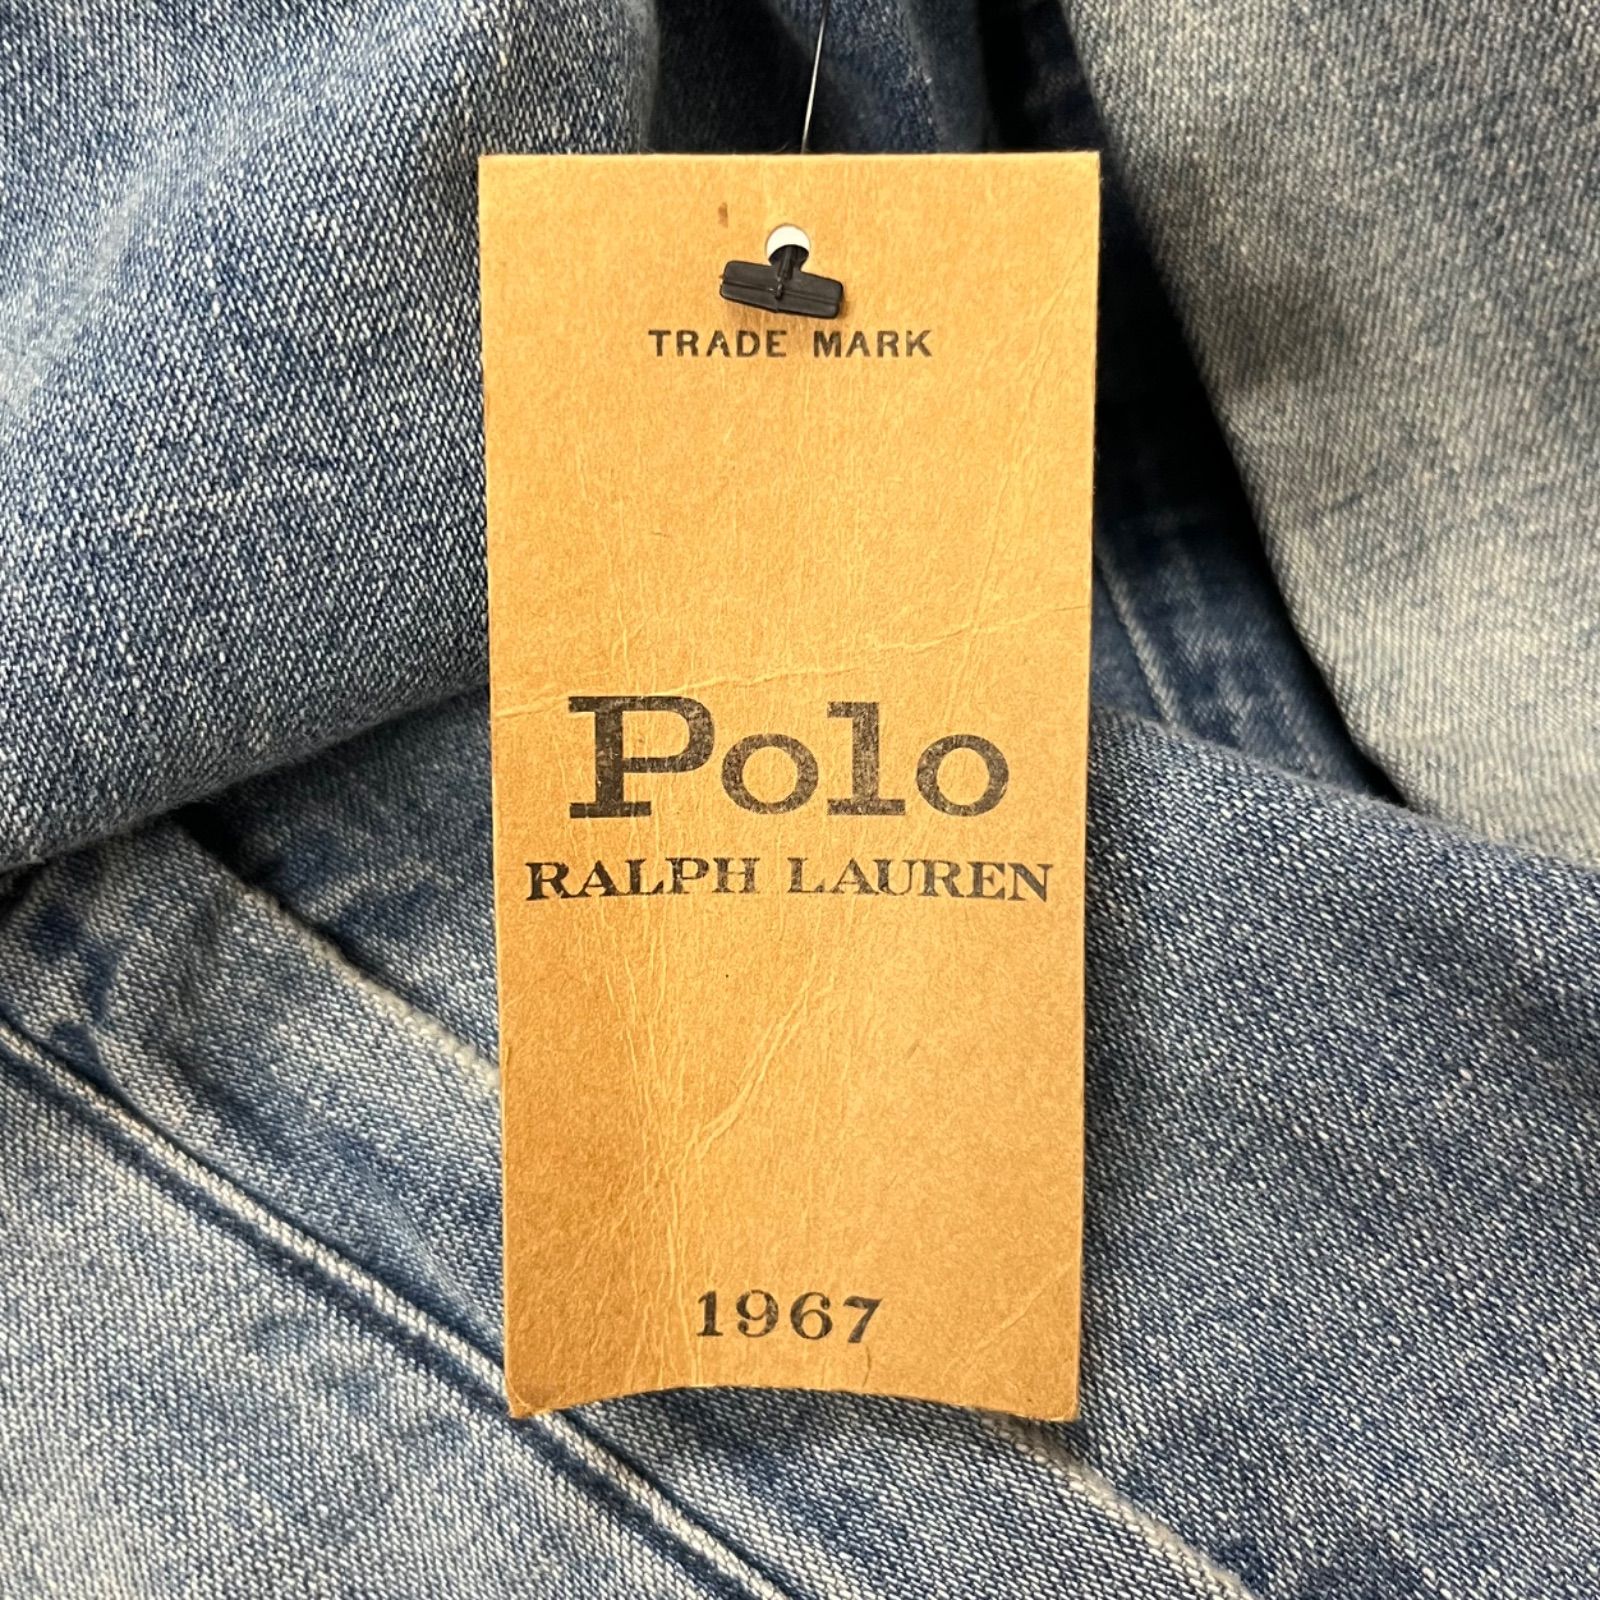 TRADE MARK
Polo
RALPH LAUREN
1967